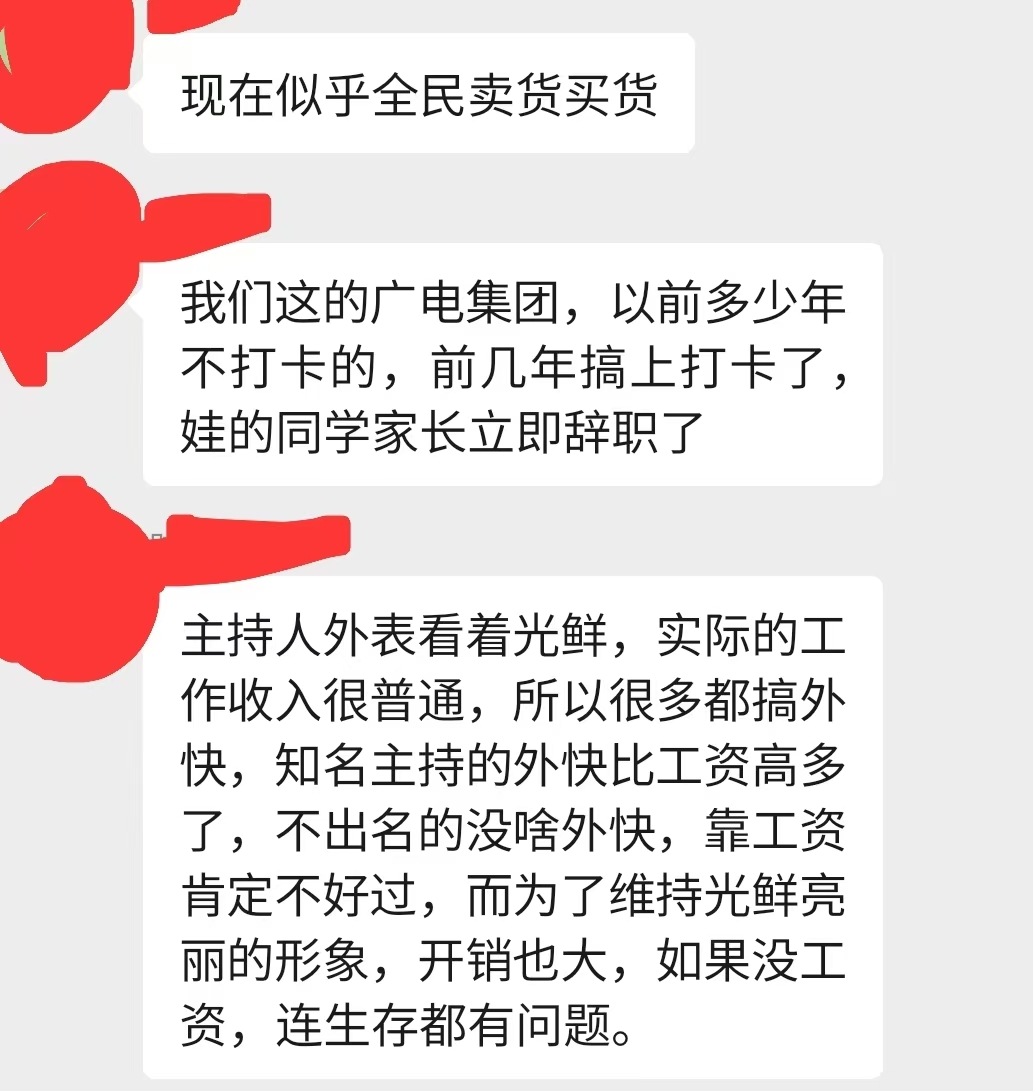 现在似乎全民卖货买货
我们这的广电集团，以前多少年
不打卡的，前几年搞上打卡了，
娃的同学家长立即辞职了
主持人外表看着光鲜，实际的工
作收入很普通，所以很多都搞外
快，知名主持的外快比工资高多
了，不出名的没啥外快，靠工资
肯定不好过，而为了维持光鲜亮
丽的形象，开销也大，如果没工
资，连生存都有问题。